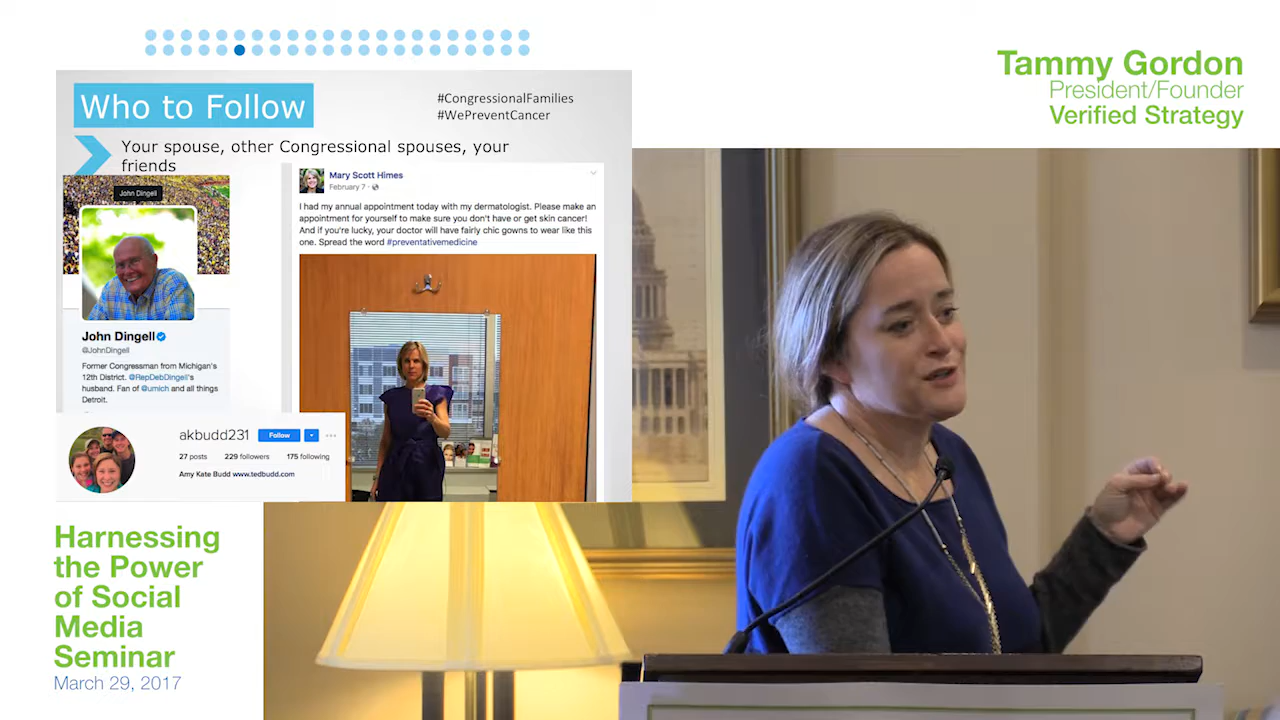 Tammy Gordon
President/Founder
Verified Strategy
Who to Follow
#CongressionalFamilies
#WePreventCancer
Your spouse, other Congressional spouses, your
friends
John Dingell
John Dingell
@JohnDingell
Former Congressman from Michigan's
12th District. @RepDebDingell's
husband. Fan of @umich and all things
Detroit.
Mary Scott Himes
February 7
I had my annual appointment today with my dermatologist. Please make an
appointment for yourself to make sure you don't have or get skin cancer!
And if you're lucky, your doctor will have fairly chic gowns to wear like this
one. Spread the word #preventativemedicine
akbudd231 Follow
27 posts 229 followers 175 following
Amy Kate Budd www.tedbudd.com
Harnessing
the Power
of Social
Media
Seminar
March 29, 2017